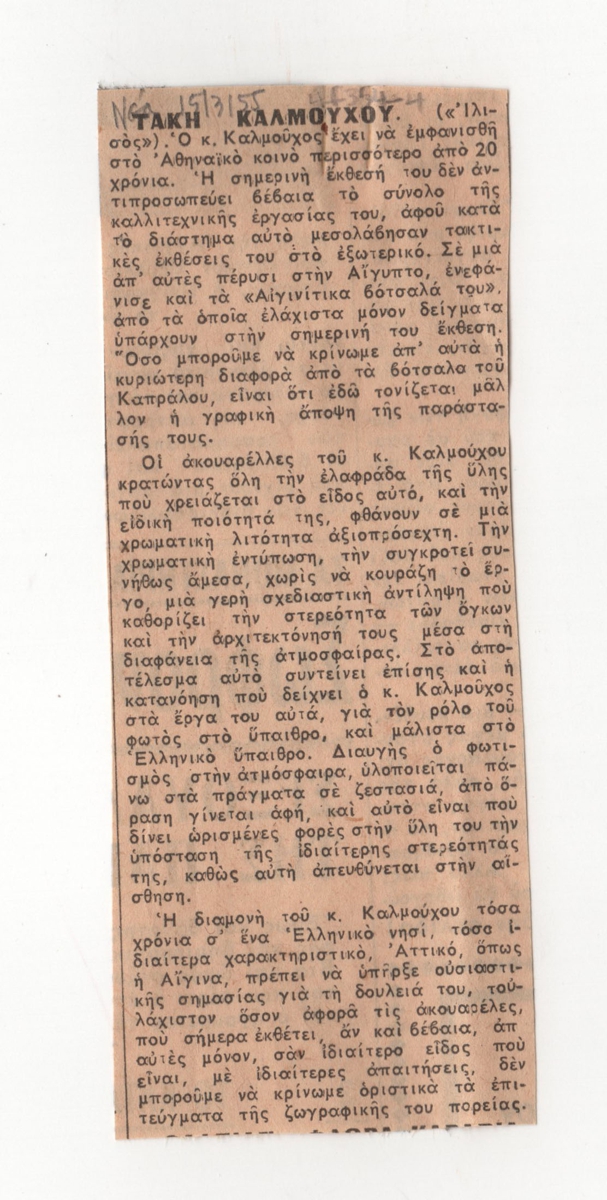 Νέα 15/3/55
ΤΑΚΗ ΚΑΛΜΟΥΧΟΥ. («Ἰλι-
σὸς»). Ὁ κ. Καλμοῦχος ἔχει νὰ ἐμφανισθῆ
στὸ Ἀθηναϊκὸ κοινὸ περισσότερο ἀπὸ 20
χρόνια. Ἡ σημερινὴ ἔκθεσή του δὲν ἀν-
τιπροσωπεύει βέβαια τὸ σύνολο τῆς
καλλιτεχνικῆς ἐργασίας του, ἀφοῦ κατὰ
τὸ διάστημα αὐτὸ μεσολάβησαν τακτι-
κὲς ἐκθέσεις του στὸ ἐξωτερικό. Σὲ μιὰ
ἀπ' αὐτὲς πέρυσι στὴν Αἴγυπτο, ἐνεφά-
νισε καὶ τὰ «Αἰγινίτικα βότσαλά του»,
ἀπὸ τὰ ὁποῖα ἐλάχιστα μόνον δείγματα
ὑπάρχουν στὴν σημερινή του ἔκθεση.
Ὅσο μποροῦμε νὰ κρίνωμε ἀπ' αὐτὰ ἡ
κυριώτερη διαφορὰ ἀπὸ τὰ βότσαλα τοῦ
Καπράλου, εἶναι ὅτι ἐδῶ τονίζεται μᾶλ
λον ἡ γραφικὴ ἄποψη τῆς παράστα-
σής τους.
Οἱ ἀκουαρέλλες τοῦ κ. Καλμούχου
κρατώντας ὅλη τὴν ἐλαφράδα τῆς ὕλης
ποὺ χρειάζεται στὸ εἶδος αὐτό, καὶ τὴν
εἰδικὴ ποιότητά της, φθάνουν σὲ μιὰ
χρωματικὴ λιτότητα ἀξιοπρόσεχτη. Τὴν
χρωματικὴ ἐντύπωση, τὴν συγκροτεῖ συ-
νήθως ἄμεσα, χωρὶς νὰ κουράζη τὸ ἔρ-
γο, μιὰ γερὴ σχεδιαστικὴ ἀντίληψη ποὺ
καθορίζει τὴν στερεότητα τῶν ὄγκων
καὶ τὴν ἀρχιτεκτόνησή τους μέσα στὴ
διαφάνεια τῆς ἀτμοσφαίρας. Στὸ ἀπο-
τέλεσμα αὐτὸ συντείνει ἐπίσης καὶ ἡ
κατανόηση ποὺ δείχνει ὁ κ. Καλμοῦχος
στὰ ἔργα του αὐτά, γιὰ τὸν ρόλο τοῦ
φωτὸς στὸ ὕπαιθρο, καὶ μάλιστα στὸ
Ἑλληνικὸ ὕπαιθρο. Διαυγὴς ὁ φωτι-
σμὸς στὴν ἀτμόσφαιρα, ὑλοποιεῖται πά-
νω στὰ πράγματα σὲ ζεστασιά, ἀπὸ ὅ-
ραση γίνεται ἁφή, καὶ αὐτὸ εἶναι ποὺ
δίνει ὡρισμένες φορὲς στὴν ὕλη του τὴν
ὑπόσταση τῆς ἰδιαίτερης στερεότητάς
της, καθὼς αὐτὴ ἀπευθύνεται στὴν αἴ-
σθηση.
Ἡ διαμονὴ τοῦ κ. Καλμούχου τόσα
χρόνια σ' ἕνα Ἑλληνικὸ νησί, τόσο ἰ-
διαίτερα χαρακτηριστικό, Ἀττικό, ὅπως
ἡ Αἴγινα, πρέπει νὰ ὑπῆρξε οὐσιαστι-
κῆς σημασίας γιὰ τὴ δουλειά του, τοὐ-
λάχιστον ὅσον ἀφορᾶ τὶς ἀκουαρέλες,
ποὺ σήμερα ἐκθέτει, ἂν καὶ βέβαια, ἀπ
αὐτὲς μόνον, σὰν ἰδιαίτερο εἶδος ποὺ
εἶναι, μὲ ἰδιαίτερες ἀπαιτήσεις, δὲν
μποροῦμε νὰ κρίνωμε ὁριστικὰ τὰ ἐπι-
τεύγματα τῆς ζωγραφικῆς του πορείας.